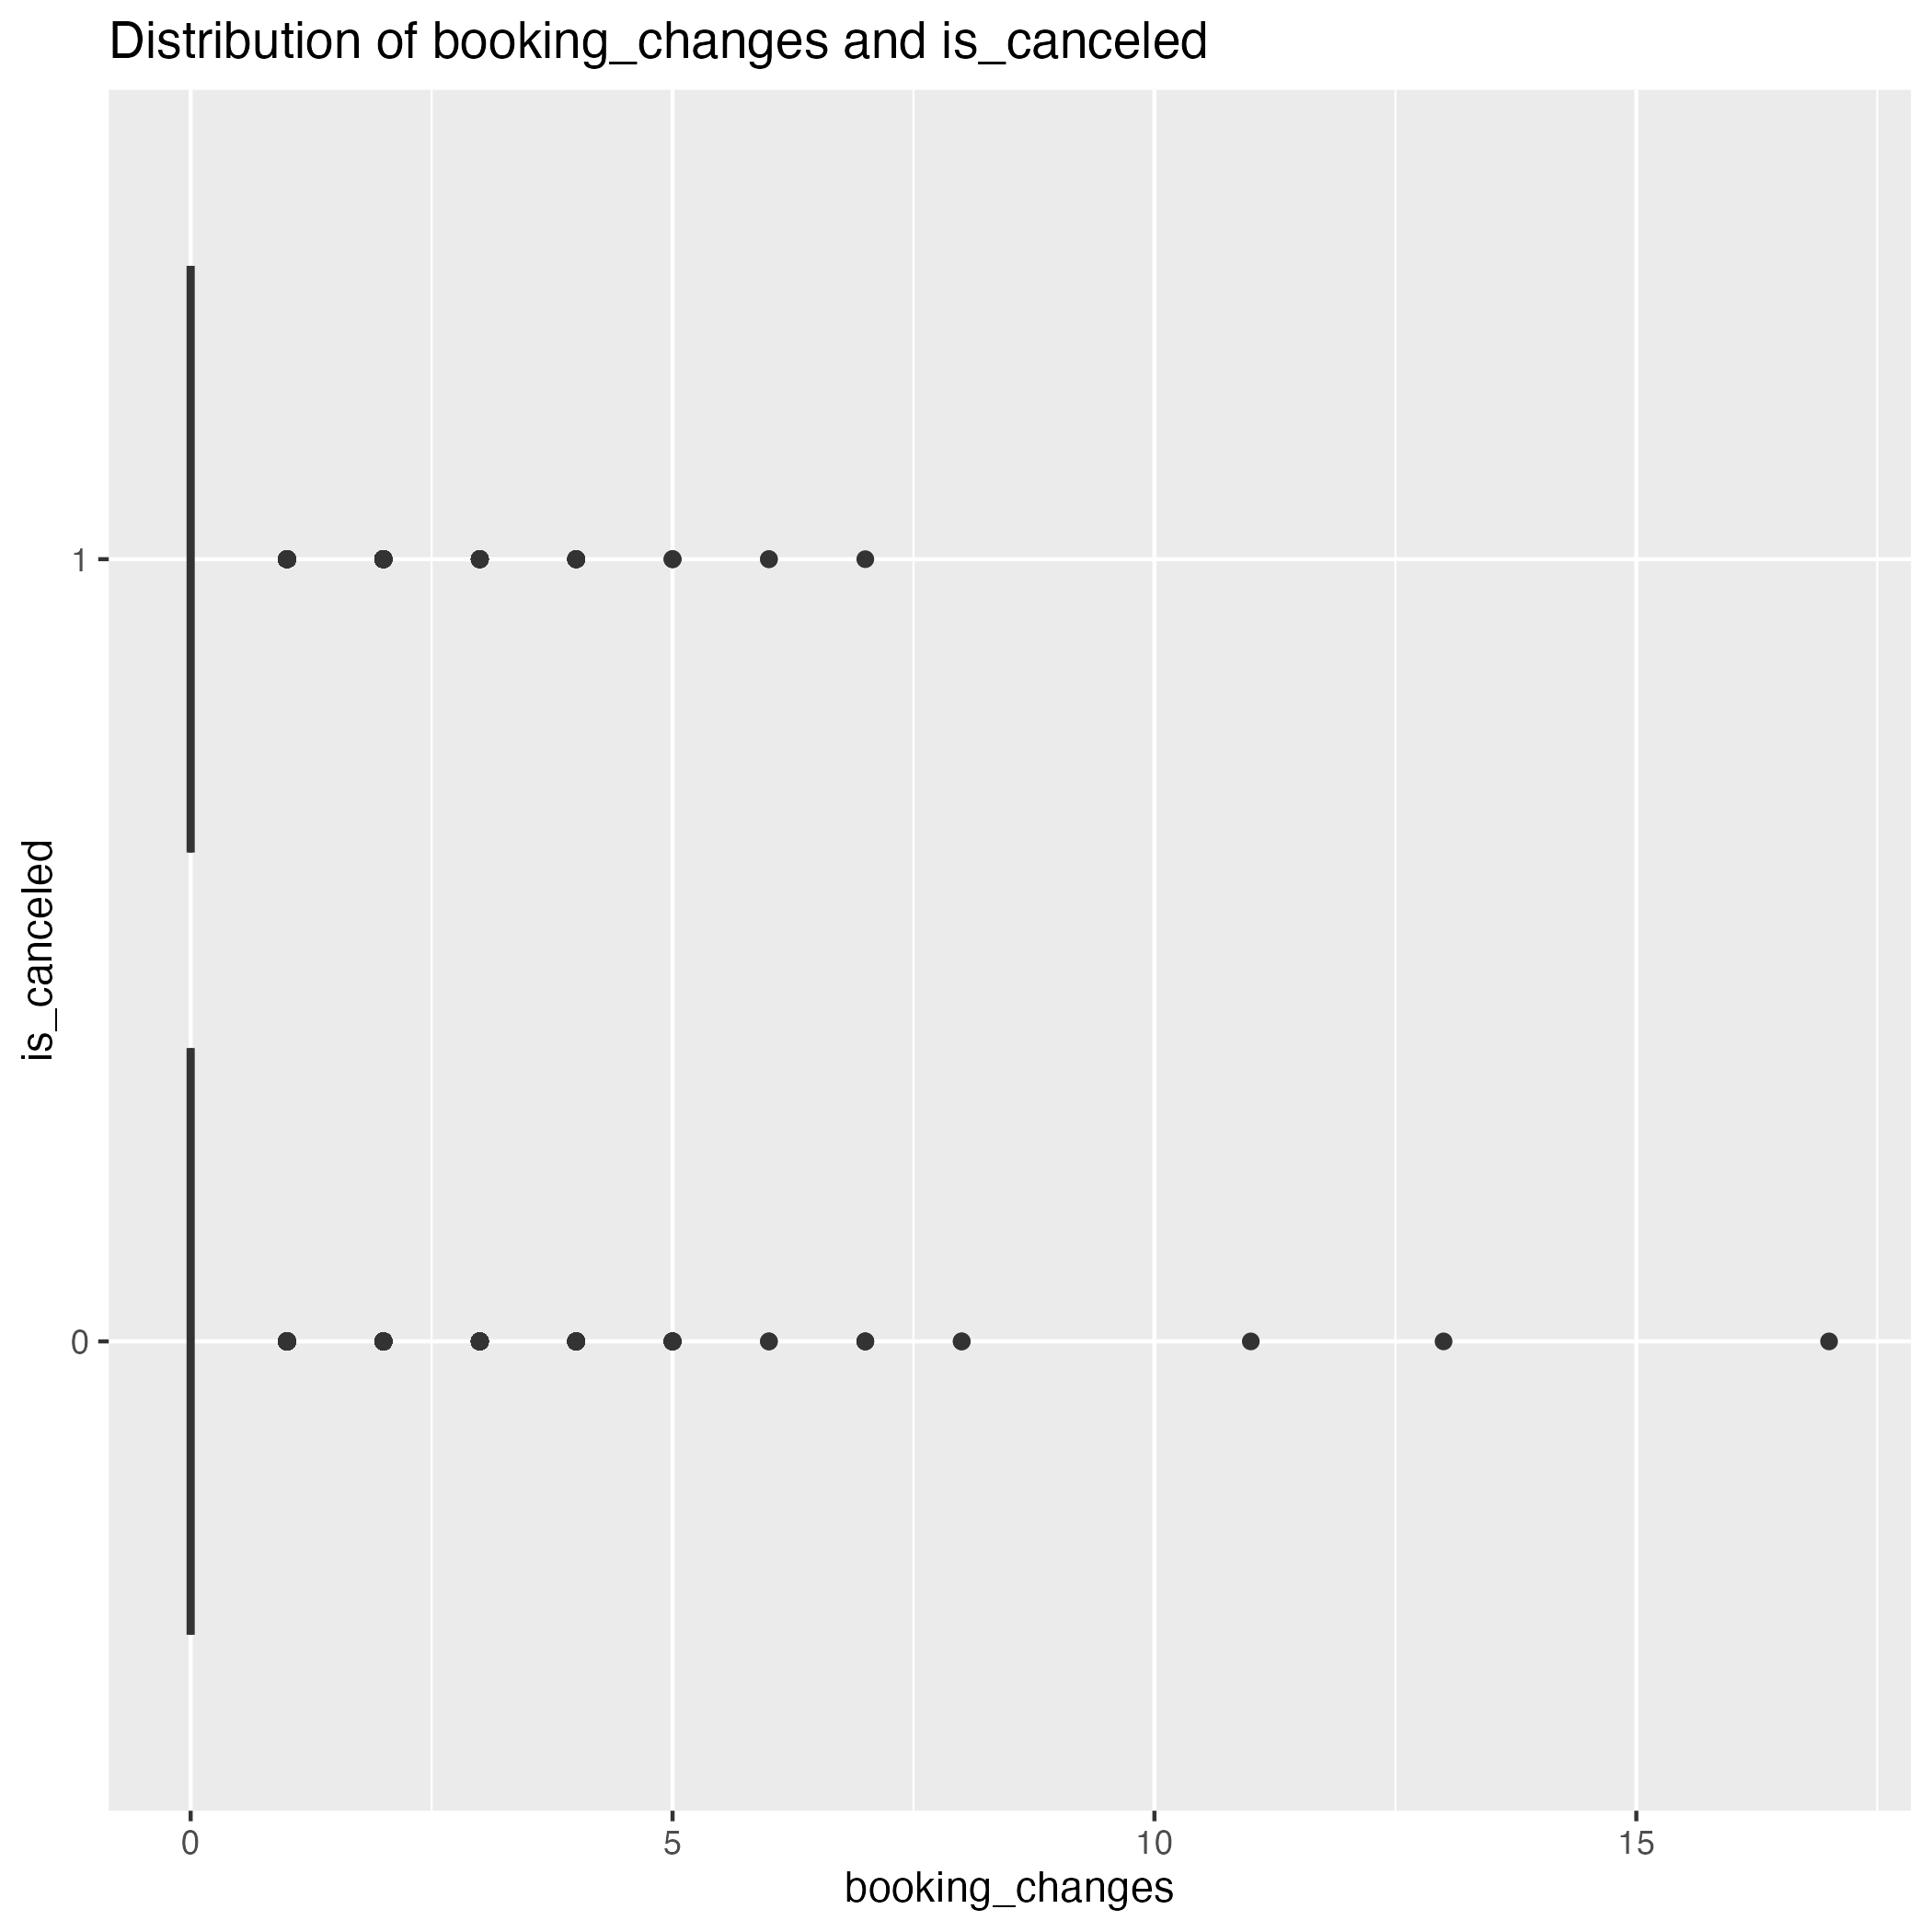 Distribution of booking_changes and is_canceled
is_canceled
1
0
0 5 10 15
booking_changes